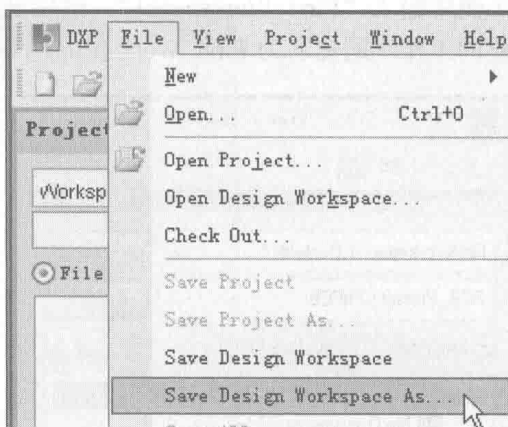 DXP File View Project Window Help
New
Open... Ctrl+O
Project
Open Project...
Worksp
Open Design Workspace...
Check Out...
File
Save Project
Save Project As...
Save Design Workspace
Save Design Workspace As...